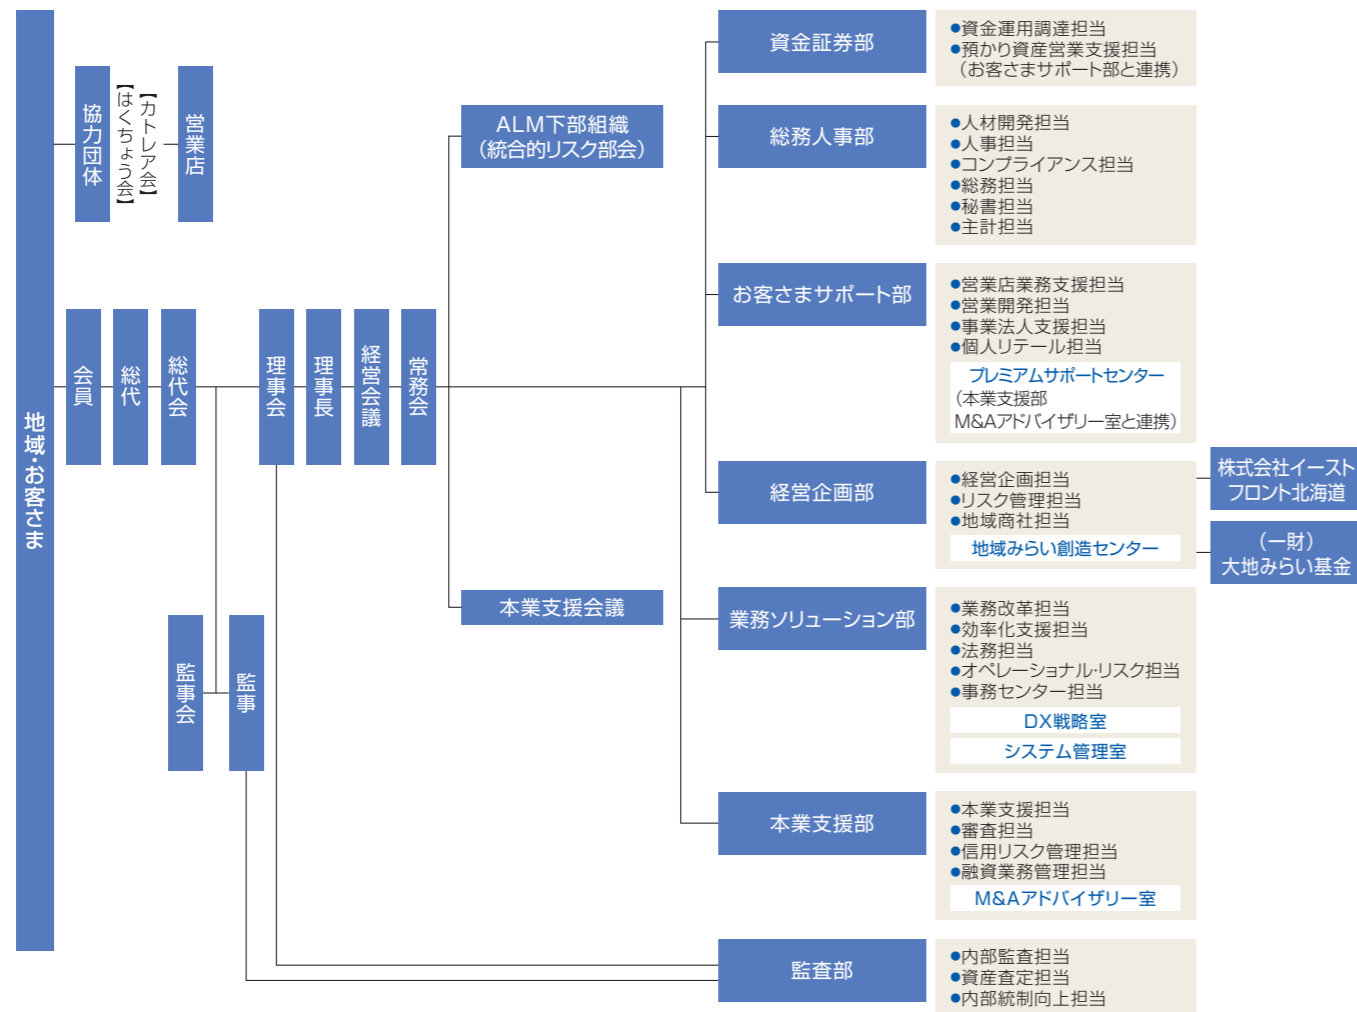 地域・お客さま
協力団体
【カトレア会】
【はくちょう会】
営業店
会員
総代
総代会
理事会
理事長
経営会議
常務会
監事会
監事
ALM下部組織
（統合的リスク部会）
本業支援会議
資金証券部
●資金運用調達担当
●預かり資産営業支援担当
（お客さまサポート部と連携）
総務人事部
●人材開発担当
●人事担当
●コンプライアンス担当
●総務担当
●秘書担当
●主計担当
お客さまサポート部
●営業店業務支援担当
●営業開発担当
●事業法人支援担当
●個人リテール担当
プレミアムサポートセンター
（本業支援部
M&Aアドバイザリー室と連携）
経営企画部
●経営企画担当
●リスク管理担当
●地域商社担当
地域みらい創造センター
株式会社イースト
フロント北海道
（一財）
大地みらい基金
業務ソリューション部
●業務改革担当
●効率化支援担当
●法務担当
●オペレーショナル・リスク担当
●事務センター担当
DX戦略室
システム管理室
本業支援部
●本業支援担当
●審査担当
●信用リスク管理担当
●融資業務管理担当
M&Aアドバイザリー室
監査部
●内部監査担当
●資産査定担当
●内部統制向上担当